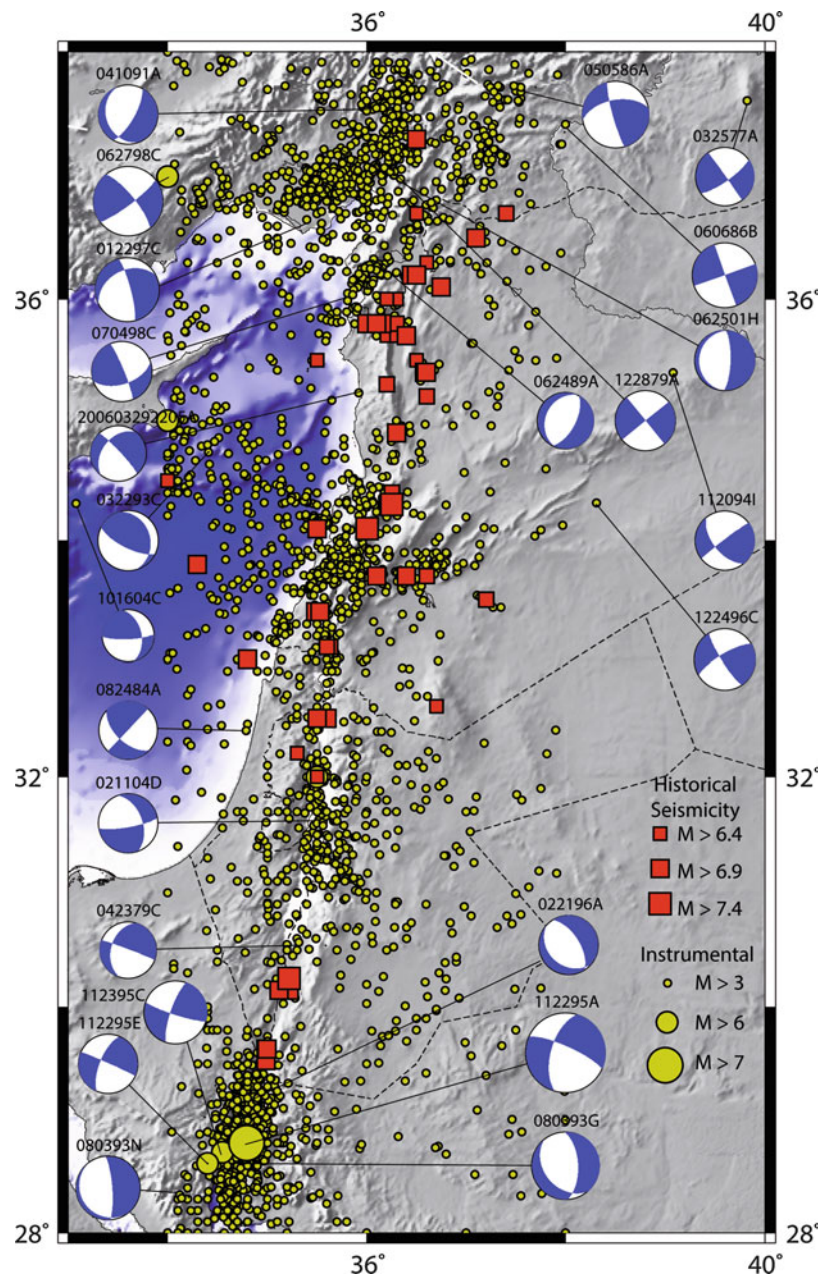 36° 40°
041091A 050586A
032577A
062798C
012297C 060686B
36° 36°
062501H
070498C
062489A 122879A
200603292205A
032293C 112094I
101604C
122496C
082484A
32° 32°
Historical
Seismicity
021104D
M > 6.4
M > 6.9
M > 7.4
042379C 022196A
Instrumental
M > 3
112395C 112295A
M > 6
112295E
M > 7
080393N 080393G
28° 28°
36° 40°